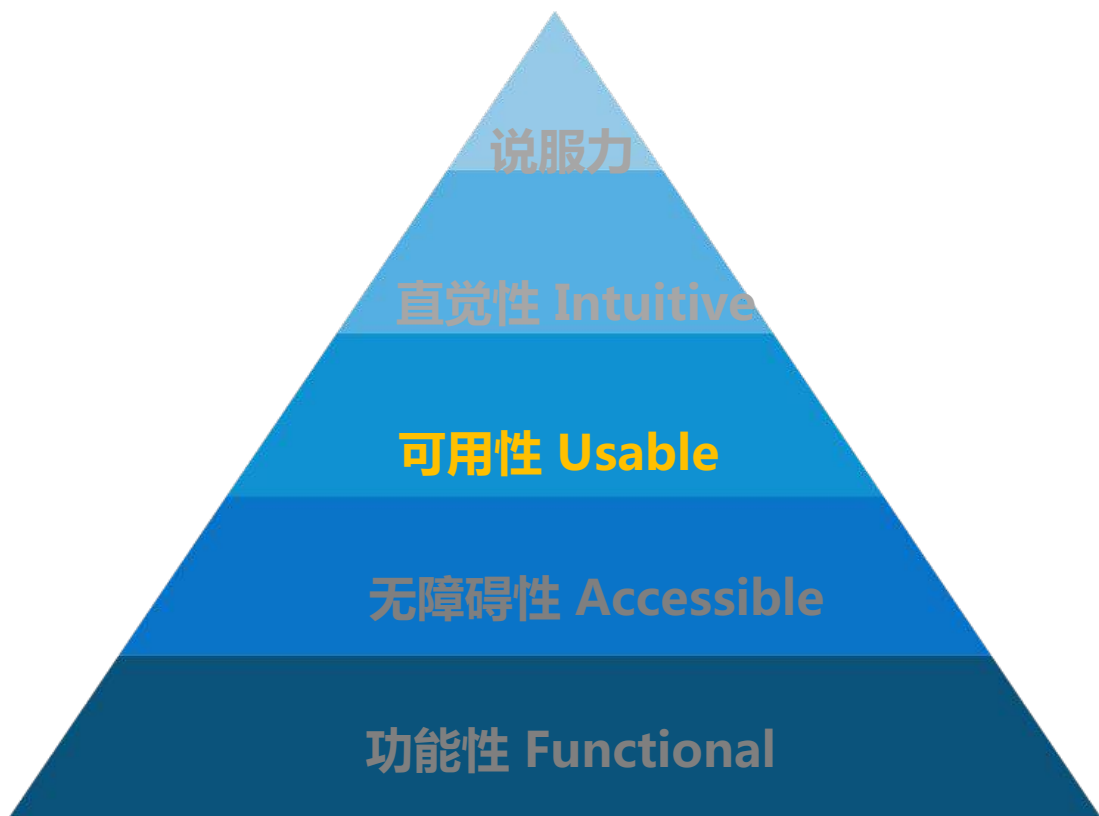 说服力
直觉性 Intuitive
可用性 Usable
无障碍性 Accessible
功能性 Functional